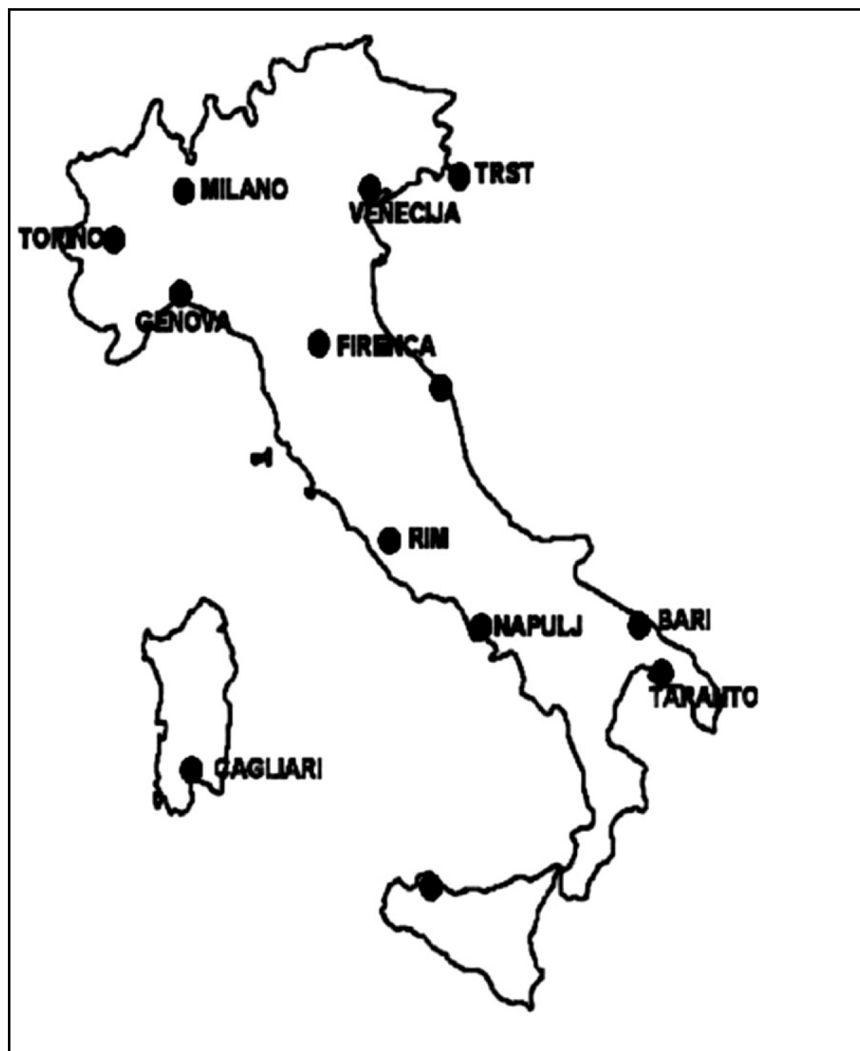 TRST
MILANO
VENECIJA
TORINO
GENOVA
FIRENCA
RIM
NAPULJ
BARI
TARANTO
CAGLIARI